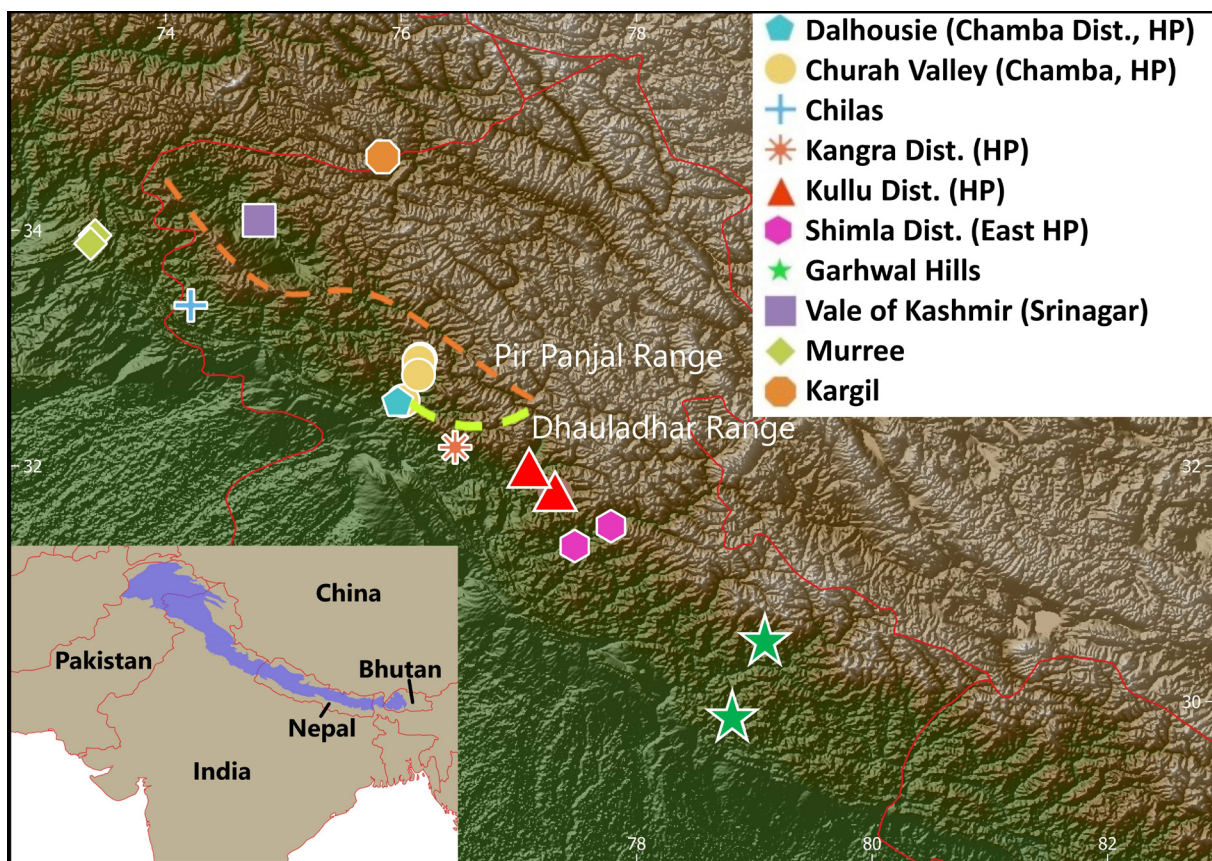 74
76
78
Dalhousie (Chamba Dist., HP)
Churah Valley (Chamba, HP)
Chilas
Kangra Dist. (HP)
Kullu Dist. (HP)
Shimla Dist. (East HP)
Garhwal Hills
Vale of Kashmir (Srinagar)
Murree
Kargil
34
Pir Panjal Range
Dhauladhar Range
32
32
China
Pakistan
Bhutan
Nepal
India
30
78
80
82